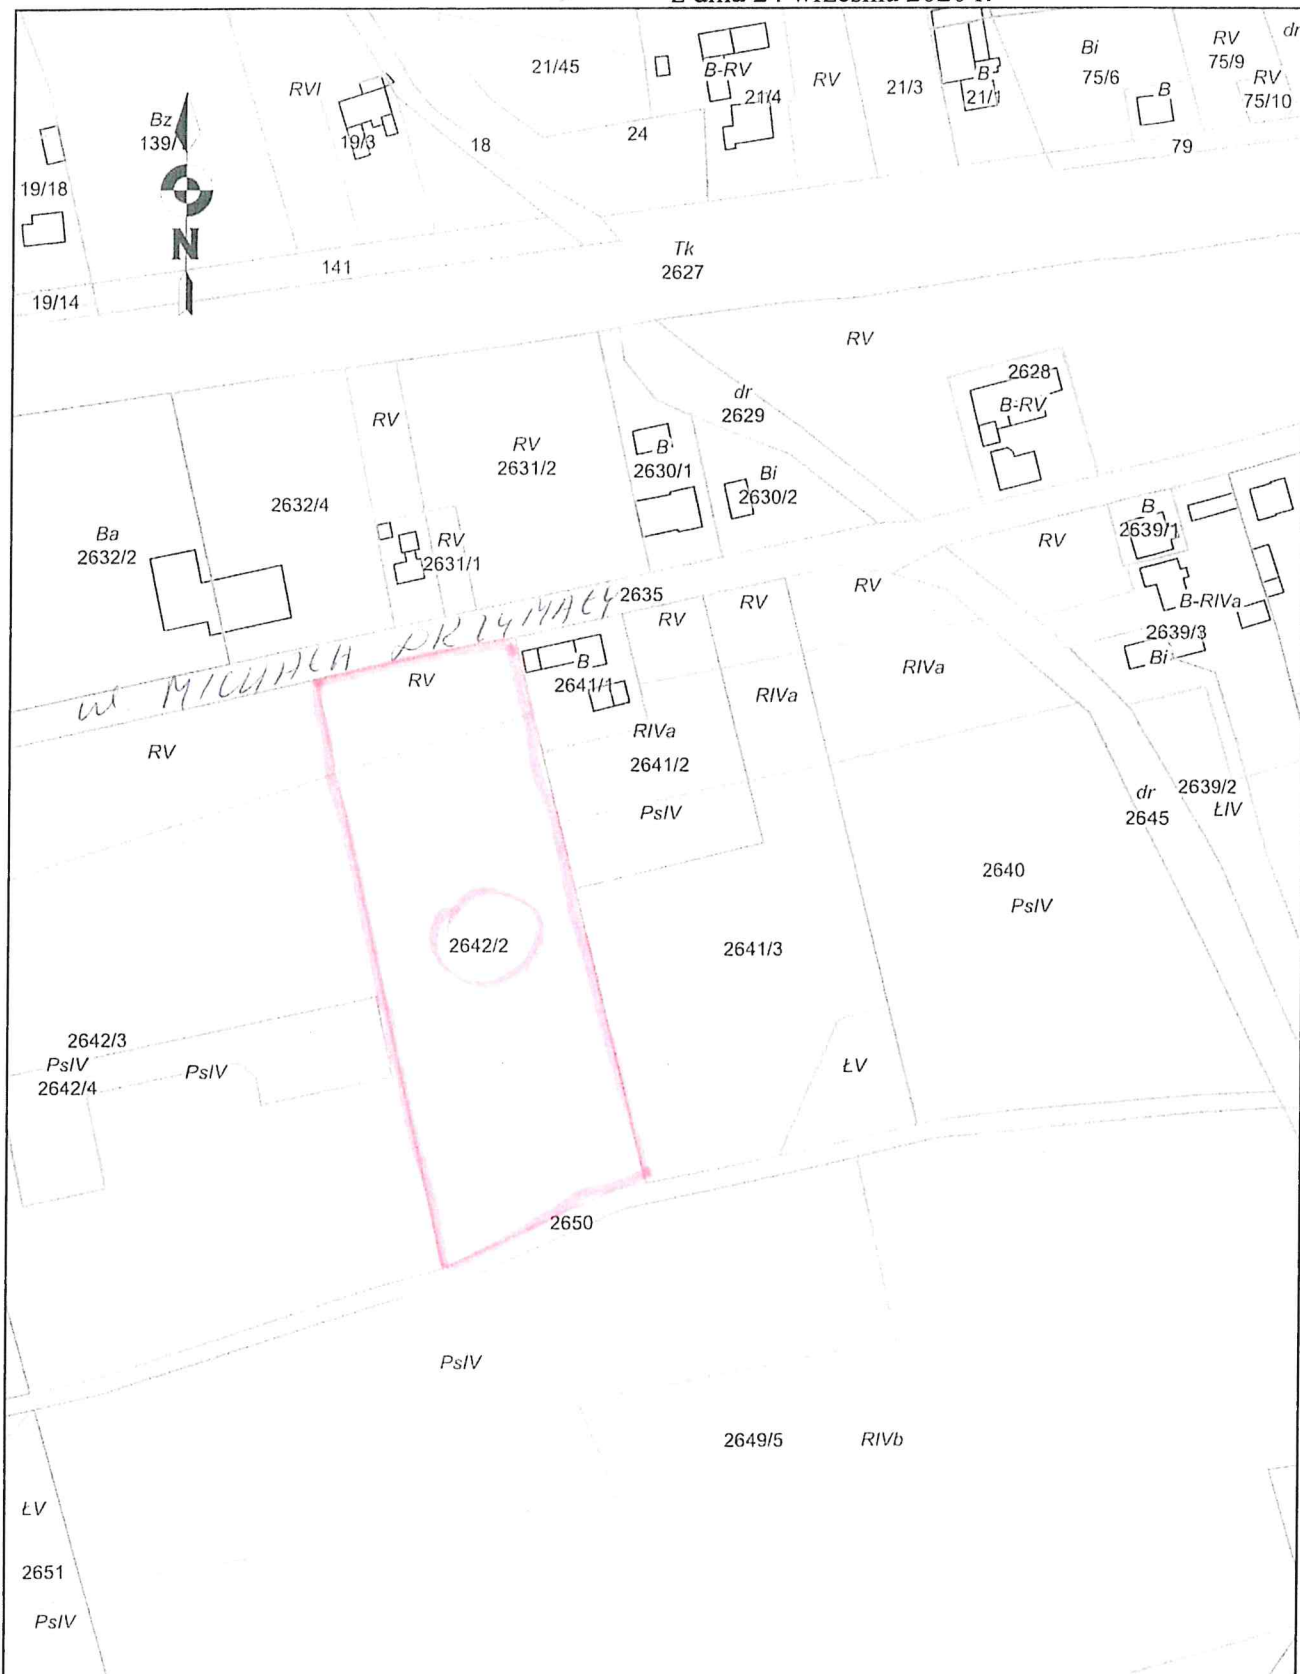 z dnia 24 września 2020 r.
21/45
RVI
B-RV
RV
21/3
21/4
B
21/1
Bi
75/6
RV
75/9
dr
RV
75/10
B
Bz
139/
19/3
18
24
79
19/18
N
Tk
2627
141
19/14
RV
2628
B-RV
dr
2629
RV
RV
2631/2
B
2630/1
Bi
2630/2
2632/4
Ba
2632/2
RV
2631/1
RV
B
2639/1
B-RIVa
2639/3
Bi
2635
RV
RV
RV
ul. MICHAŁA DRZYMAŁY
RV
B
2641/1
RIVa
RIVa
RV
RIVa
2641/2
PsIV
dr
2645
2639/2
ŁIV
2640
PsIV
2642/2
2641/3
2642/3
PsIV
2642/4
PsIV
ŁV
2650
PsIV
2649/5
RIVb
ŁV
2651
PsIV